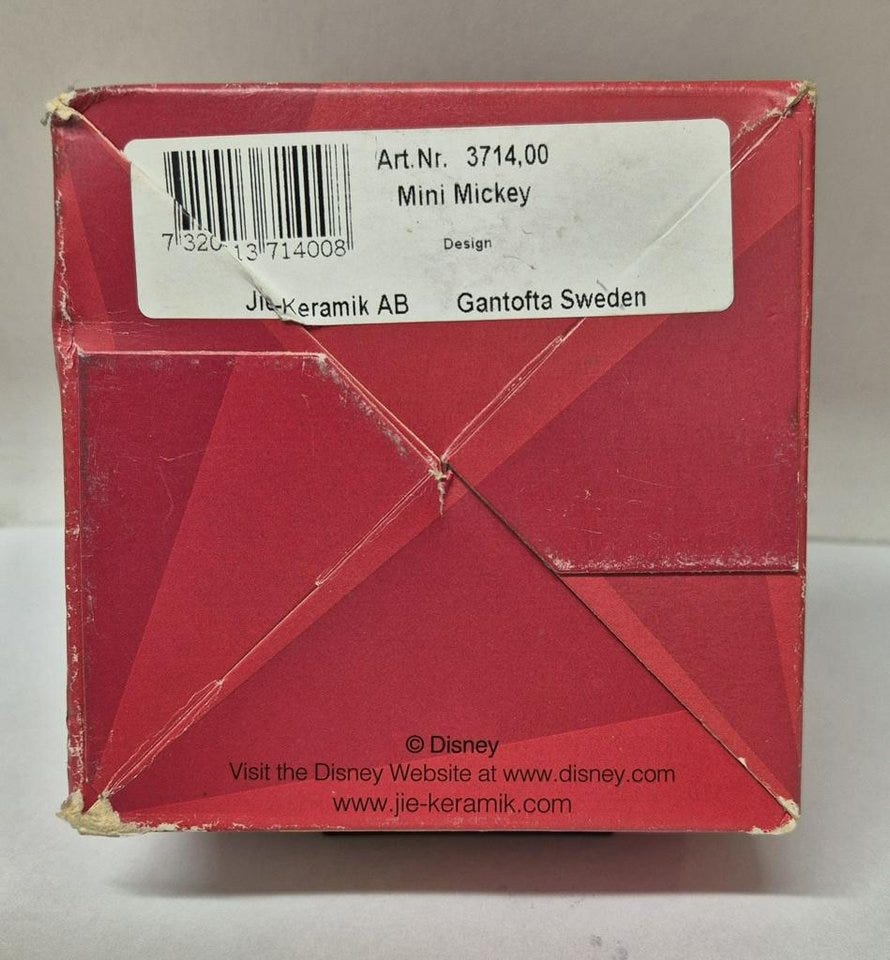 Art.Nr. 3714,00
Mini Mickey
7 320 13 714008
Design
Jie-Keramik AB Gantofta Sweden
© Disney
Visit the Disney Website at www.disney.com
www.jie-keramik.com